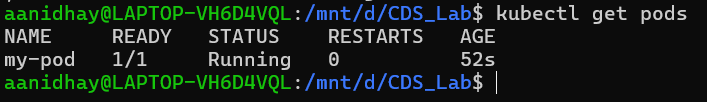 aanidhay@LAPTOP-VH6D4VQL:/mnt/d/CDS_Lab$ kubectl get pods
NAME READY STATUS RESTARTS AGE
my-pod 1/1 Running 0 52s
aanidhay@LAPTOP-VH6D4VQL:/mnt/d/CDS_Lab$